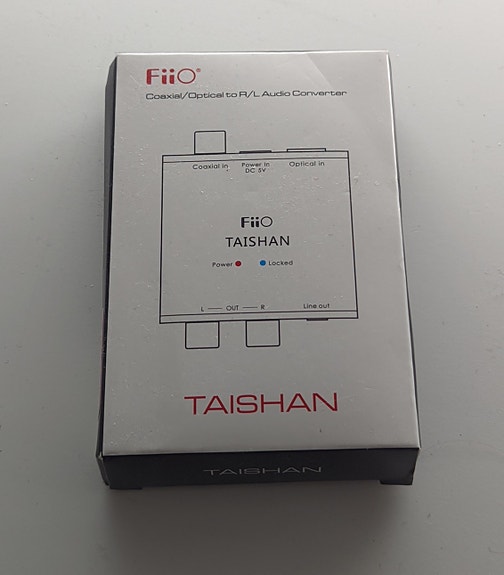 FiiO®
Coaxial/Optical to R/L Audio Converter
Coaxial in Power in DC 5V Optical in
FiiO
TAISHAN
Power Locked
L OUT R Line out
TAISHAN
TAISHAN